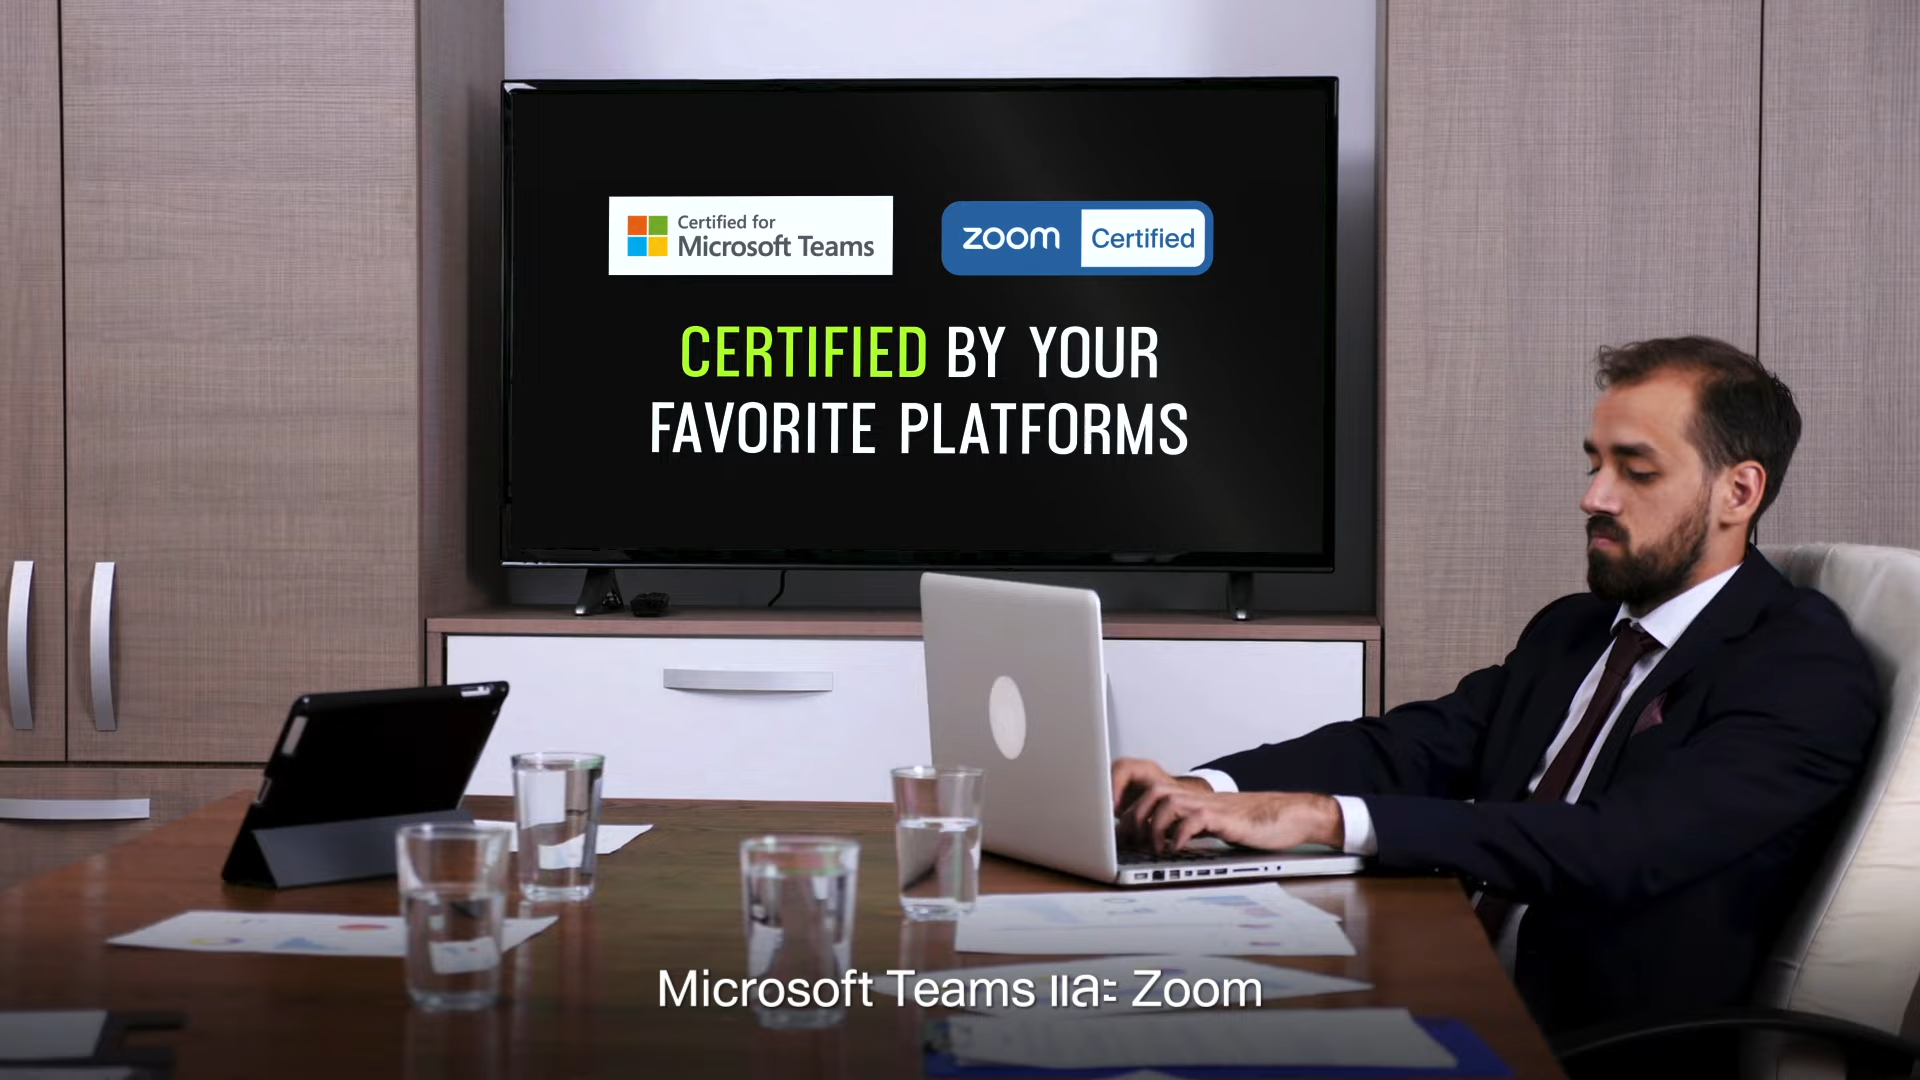 Certified for
Microsoft Teams
zoom Certified
CERTIFIED BY YOUR
FAVORITE PLATFORMS
Microsoft Teams และ Zoom